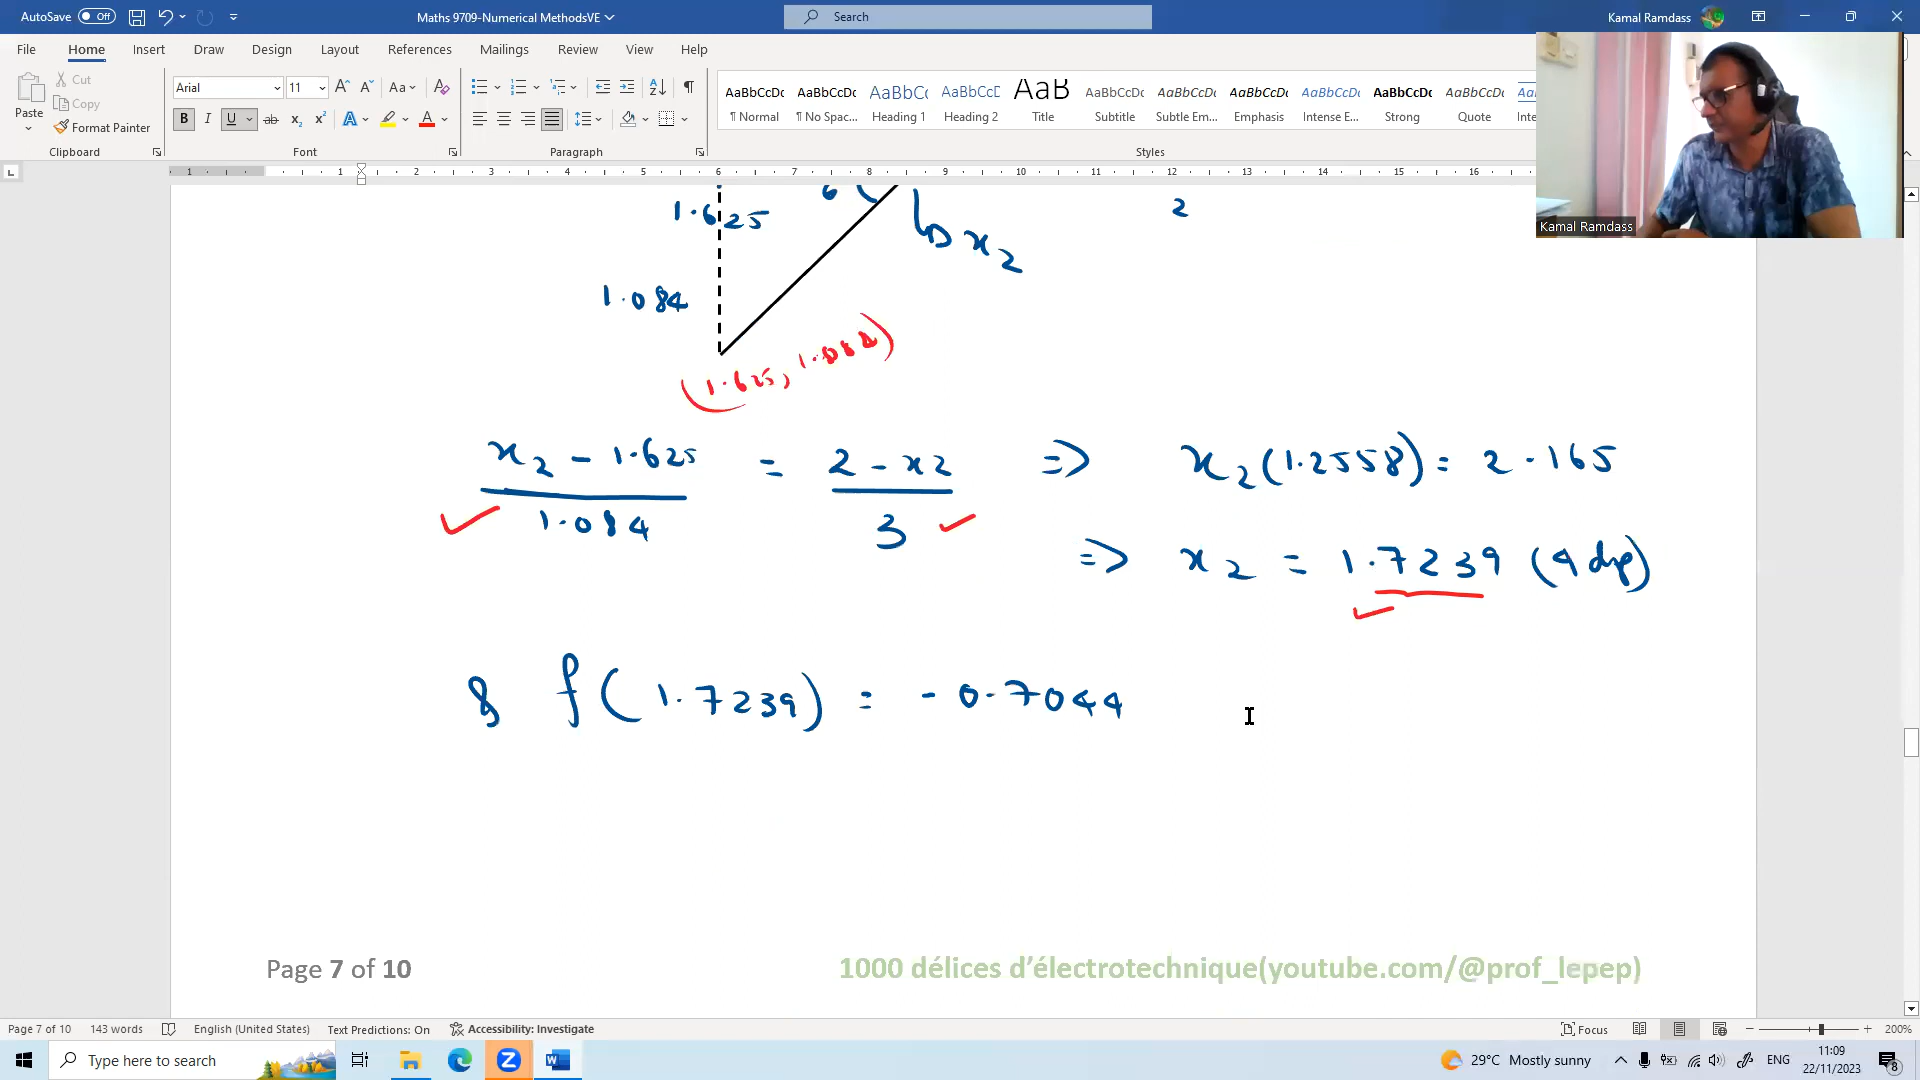 AutoSave Off
Maths 9709-Numerical MethodsVE
Search
Kamal Ramdass
File Home Insert Draw Design Layout References Mailings Review View Help
Paste
Cut
Copy
Format Painter
Clipboard
Arial 11
Font
Paragraph
AaBbCcDc ¶ Normal
AaBbCcDc ¶ No Spac...
AaBbCc Heading 1
AaBbCcD Heading 2
AaB Title
AaBbCcDc Subtitle
AaBbCcDc Subtle Em...
AaBbCcDc Emphasis
AaBbCcDc Intense E...
AaBbCcDc Strong
AaBbCcDc Quote
Kamal Ramdass
1.625
x2
2
1.084
(1.625, 1.084)
x2 - 1.625 / 1.084 = 2 - x2 / 3 => x2(1.2558) = 2.165
=> x2 = 1.7239 (4 dp)
& f(1.7239) = -0.7044
Page 7 of 10
1000 délices d’électrotechnique(youtube.com/@prof_lepep)
Page 7 of 10 143 words English (United States) Text Predictions: On Accessibility: Investigate Focus 200%
Type here to search
29°C Mostly sunny
ENG
11:09
22/11/2023
8